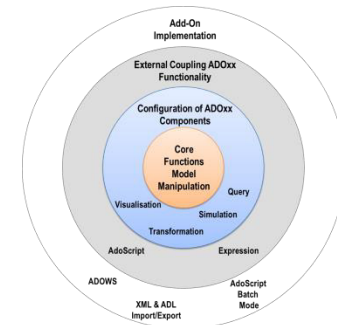 Add-On
Implementation
External Coupling ADOxx
Functionality
Configuration of ADOxx
Components
Core
Functions
Model
Manipulation
Query
Visualisation
Simulation
Transformation
AdoScript
Expression
ADOWS
AdoScript
Batch
Mode
XML & ADL
Import/Export